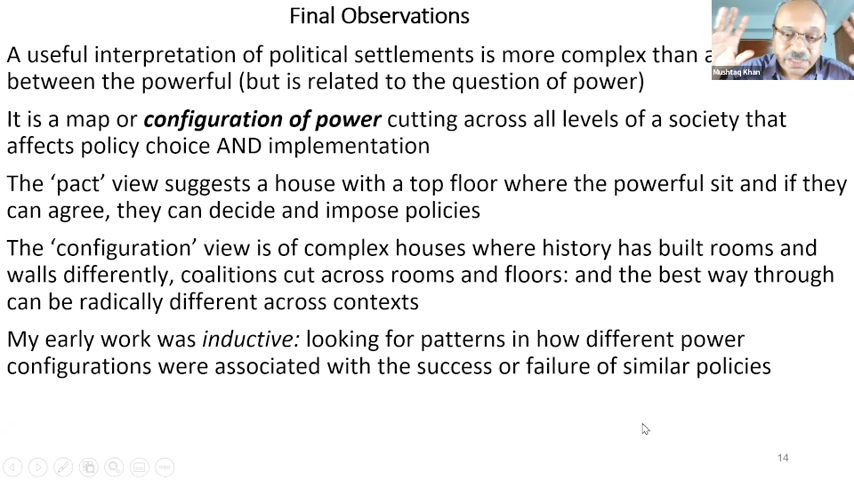 Final Observations
A useful interpretation of political settlements is more complex than a
between the powerful (but is related to the question of power)
It is a map or configuration of power cutting across all levels of a society that
affects policy choice AND implementation
The ‘pact’ view suggests a house with a top floor where the powerful sit and if they
can agree, they can decide and impose policies
The ‘configuration’ view is of complex houses where history has built rooms and
walls differently, coalitions cut across rooms and floors: and the best way through
can be radically different across contexts
My early work was inductive: looking for patterns in how different power
configurations were associated with the success or failure of similar policies
Mushtaq Khan
14